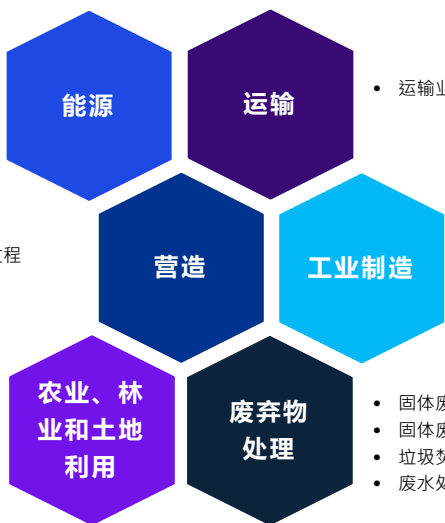 能源
运输
• 运输业
程
营造
工业制造
农业、林
业和土地
利用
废弃物
处理
• 固体废
• 固体废
• 垃圾焚
• 废水处